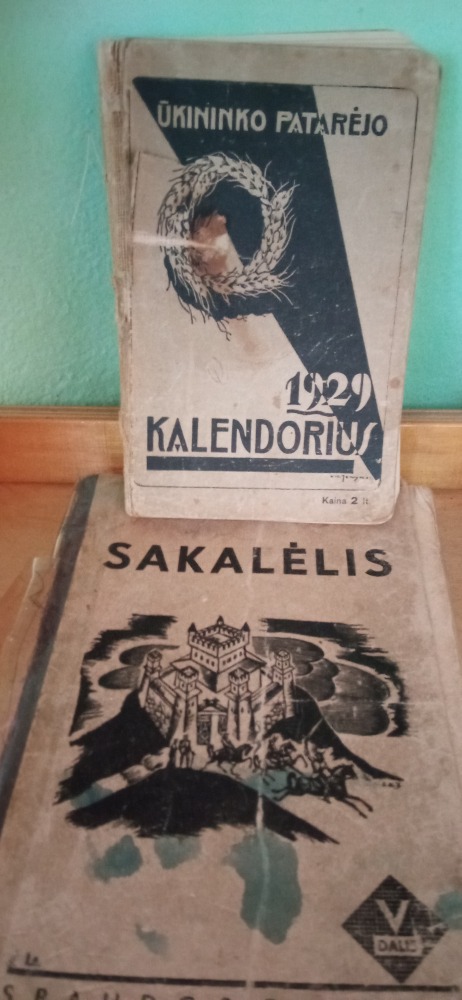 ŪKININKO PATARĖJO
1929
KALENDORIUS
Kaina 2 lt
SAKALĖLIS
V
DALIS